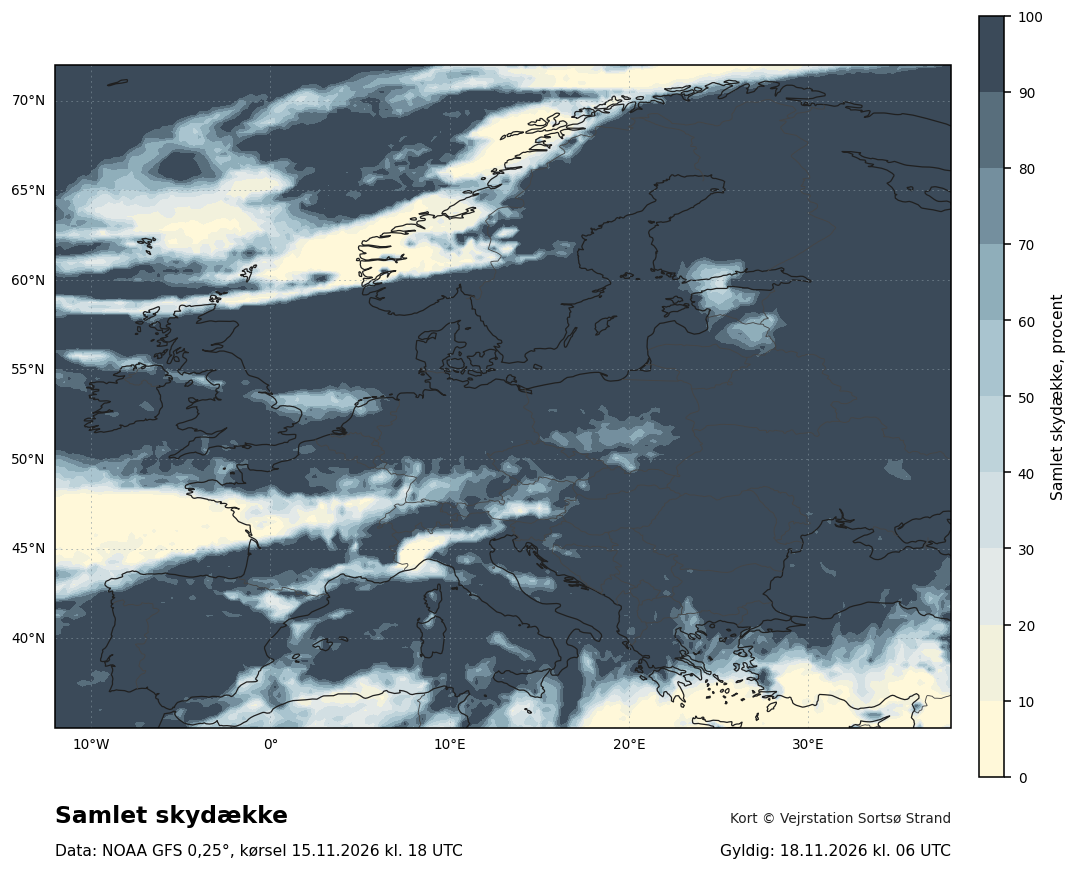 70°N
65°N
60°N
55°N
50°N
45°N
40°N
10°W
0°
10°E
20°E
30°E
100
90
80
70
60
50
40
30
20
10
0
Samlet skydække, procent
Samlet skydække
Kort © Vejrstation Sortsø Strand
Data: NOAA GFS 0,25°, kørsel 15.11.2026 kl. 18 UTC
Gyldig: 18.11.2026 kl. 06 UTC